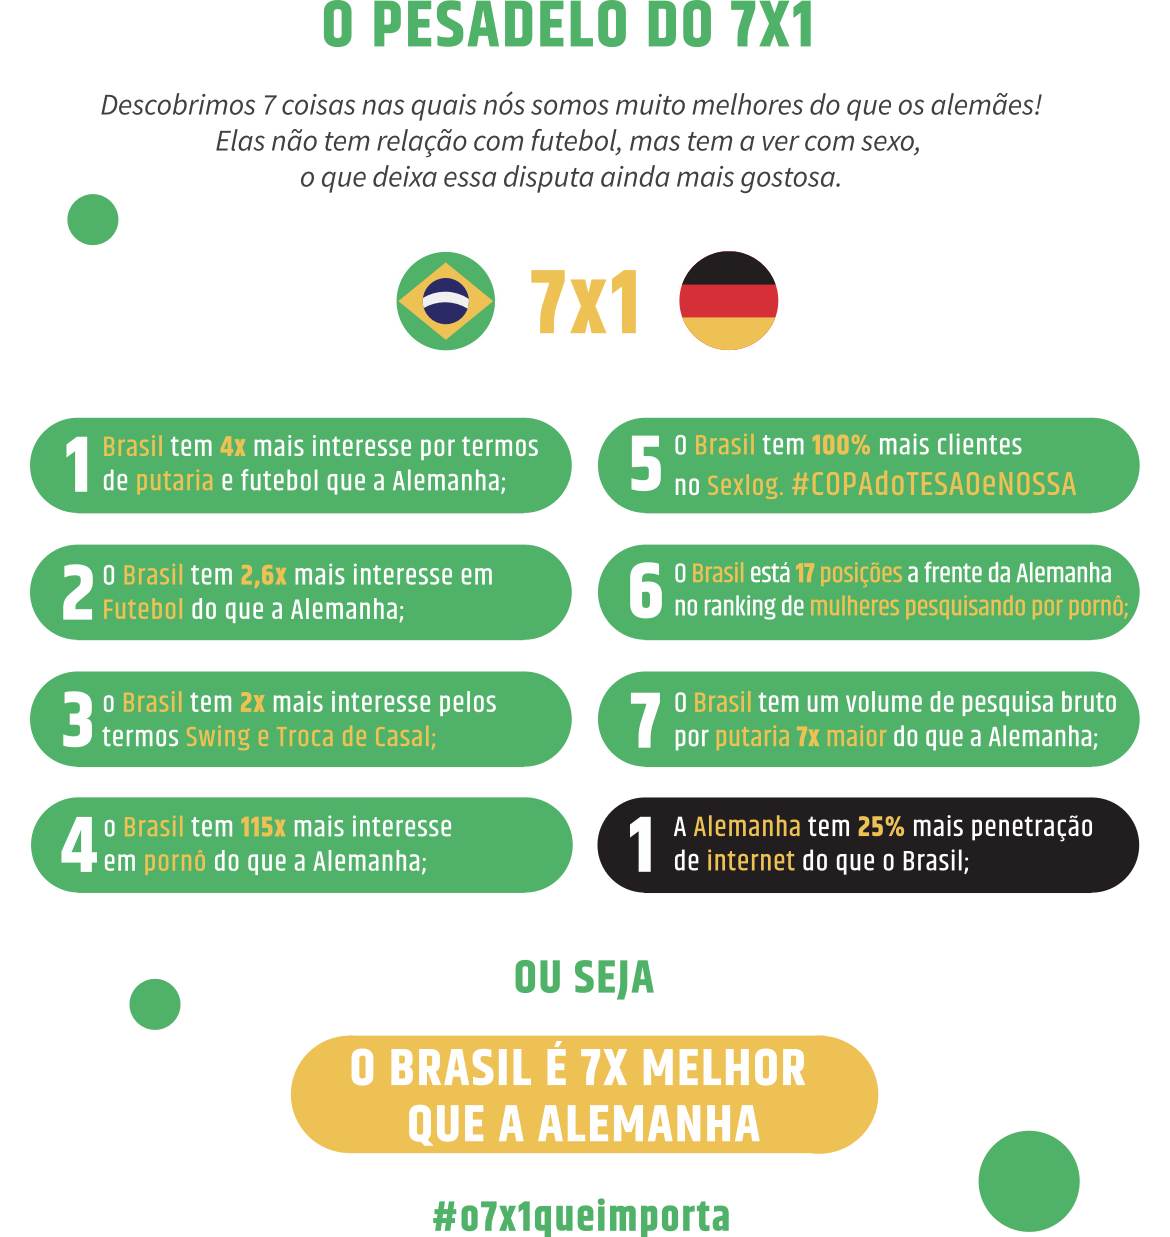 O PESADELO DO 7X1
Descobrimos 7 coisas nas quais nós somos muito melhores do que os alemães!
Elas não tem relação com futebol, mas tem a ver com sexo,
o que deixa essa disputa ainda mais gostosa.
7x1
1 Brasil tem 4x mais interesse por termos
de putaria e futebol que a Alemanha;
2 O Brasil tem 2,6x mais interesse em
Futebol do que a Alemanha;
3 o Brasil tem 2x mais interesse pelos
termos Swing e Troca de Casal;
4 o Brasil tem 115x mais interesse
em pornô do que a Alemanha;
5 O Brasil tem 100% mais clientes
no Sexlog. #COPAdoTESAOeNOSSA
6 O Brasil está 17 posições a frente da Alemanha
no ranking de mulheres pesquisando por pornô;
7 O Brasil tem um volume de pesquisa bruto
por putaria 7x maior do que a Alemanha;
1 A Alemanha tem 25% mais penetração
de internet do que o Brasil;
OU SEJA
O BRASIL É 7X MELHOR
QUE A ALEMANHA
#o7x1queimporta